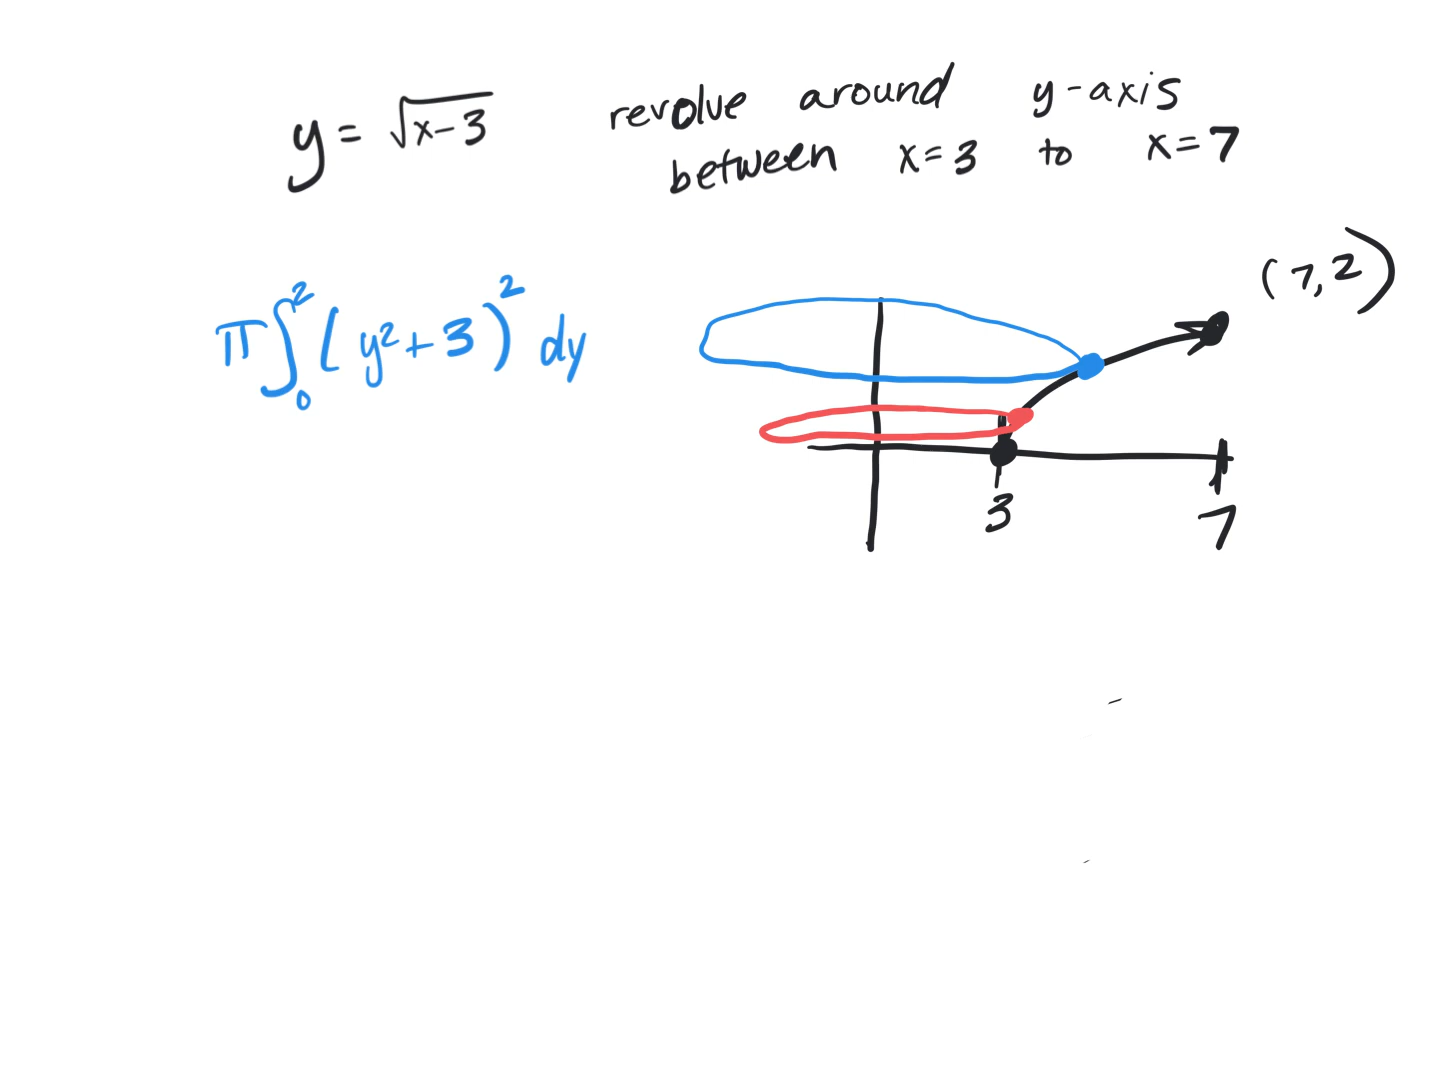 y = √(x-3) revolve around y-axis
between x=3 to x=7
(7,2)
π∫₀² (y²+3)² dy
3
7